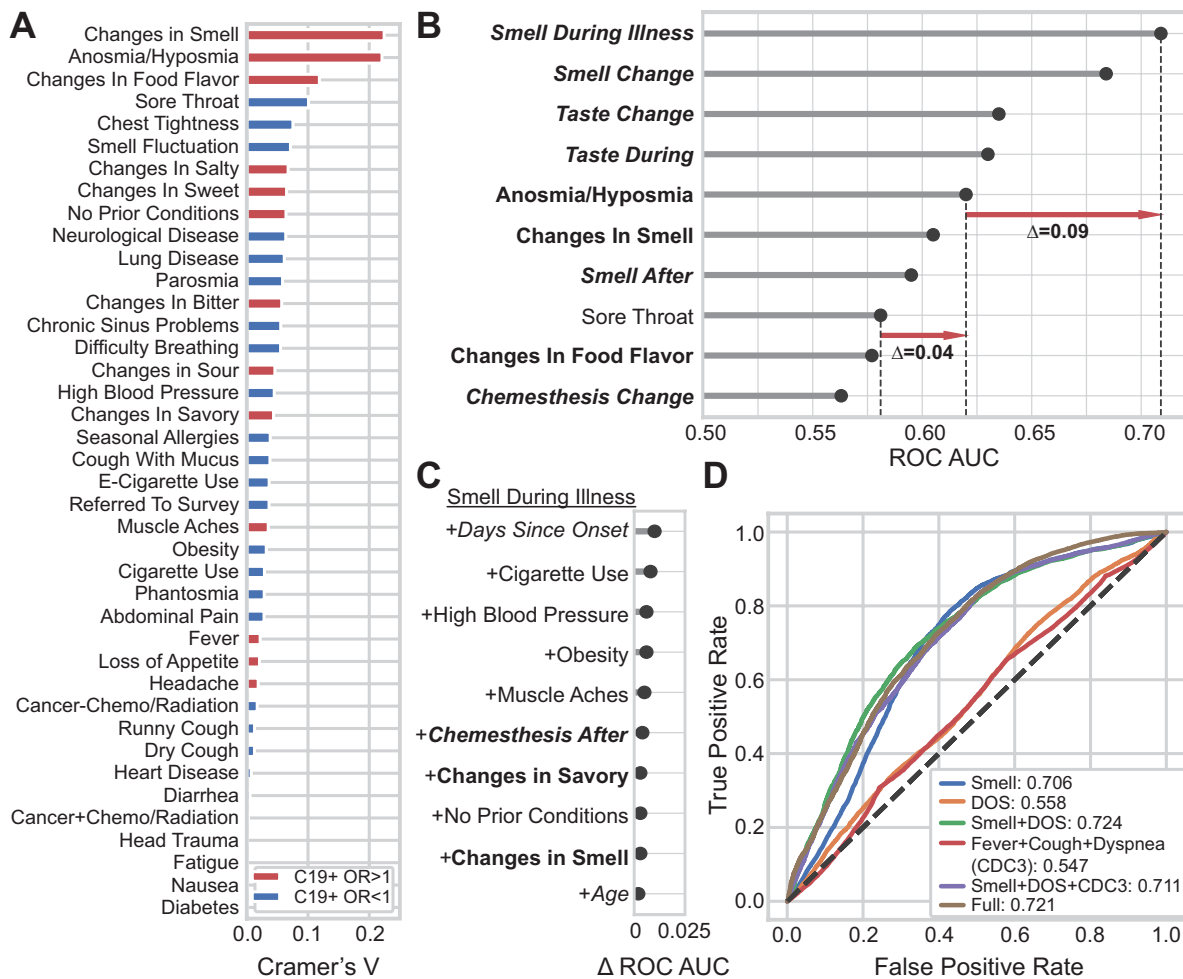 A
Changes in Smell
Anosmia/Hyposmia
Changes In Food Flavor
Sore Throat
Chest Tightness
Smell Fluctuation
Changes In Salty
Changes In Sweet
No Prior Conditions
Neurological Disease
Lung Disease
Parosmia
Changes In Bitter
Chronic Sinus Problems
Difficulty Breathing
Changes in Sour
High Blood Pressure
Changes In Savory
Seasonal Allergies
Cough With Mucus
E-Cigarette Use
Referred To Survey
Muscle Aches
Obesity
Cigarette Use
Phantosmia
Abdominal Pain
Fever
Loss of Appetite
Headache
Cancer-Chemo/Radiation
Runny Cough
Dry Cough
Heart Disease
Diarrhea
Cancer+Chemo/Radiation
Head Trauma
Fatigue
Nausea
Diabetes
C19+ OR>1
C19+ OR<1
0.0 0.1 0.2
Cramer's V
B
Smell During Illness
Smell Change
Taste Change
Taste During
Anosmia/Hyposmia
Changes In Smell
Smell After
Sore Throat
Changes In Food Flavor
Chemesthesis Change
Δ=0.09
Δ=0.04
0.50 0.55 0.60 0.65 0.70
ROC AUC
C
Smell During Illness
+Days Since Onset
+Cigarette Use
+High Blood Pressure
+Obesity
+Muscle Aches
+Chemesthesis After
+Changes in Savory
+No Prior Conditions
+Changes in Smell
+Age
0 0.025
Δ ROC AUC
D
True Positive Rate
1.0
0.8
0.6
0.4
0.2
0.0
Smell: 0.706
DOS: 0.558
Smell+DOS: 0.724
Fever+Cough+Dyspnea
(CDC3): 0.547
Smell+DOS+CDC3: 0.711
Full: 0.721
0.0 0.2 0.4 0.6 0.8 1.0
False Positive Rate